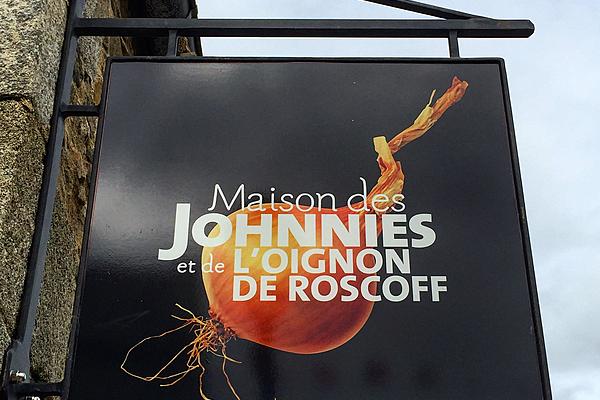 Maison des
JOHNNIES
et de L'OIGNON
DE ROSCOFF